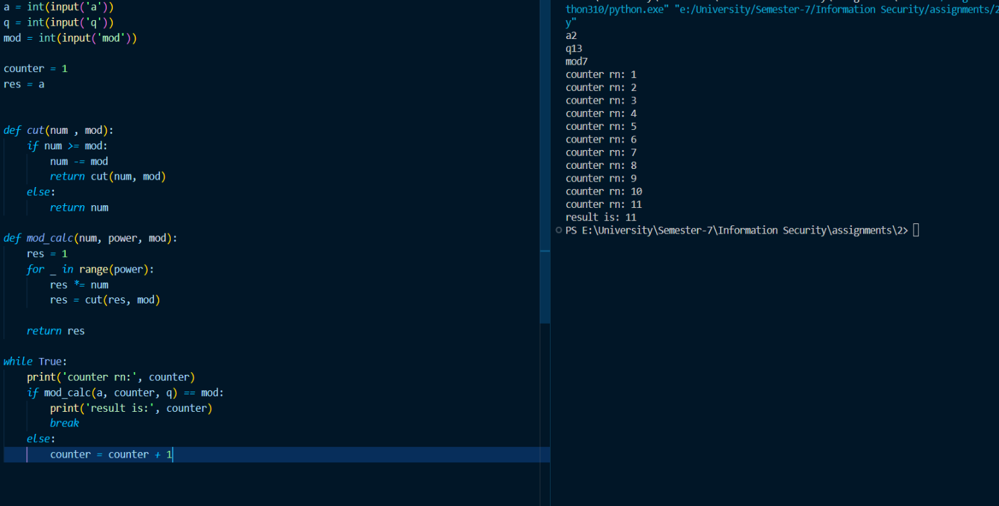 a = int(input('a'))
q = int(input('q'))
mod = int(input('mod'))
counter = 1
res = a
def cut(num , mod):
    if num >= mod:
        num -= mod
        return cut(num, mod)
    else:
        return num
def mod_calc(num, power, mod):
    res = 1
    for _ in range(power):
        res *= num
        res = cut(res, mod)
    return res
while True:
    print('counter rn:', counter)
    if mod_calc(a, counter, q) == mod:
        print('result is:', counter)
        break
    else:
        counter = counter + 1
thon310/python.exe" "e:/University/Semester-7/Information Security/assignments/2
y"
a2
q13
mod7
counter rn: 1
counter rn: 2
counter rn: 3
counter rn: 4
counter rn: 5
counter rn: 6
counter rn: 7
counter rn: 8
counter rn: 9
counter rn: 10
counter rn: 11
result is: 11
PS E:\University\Semester-7\Information Security\assignments\2>